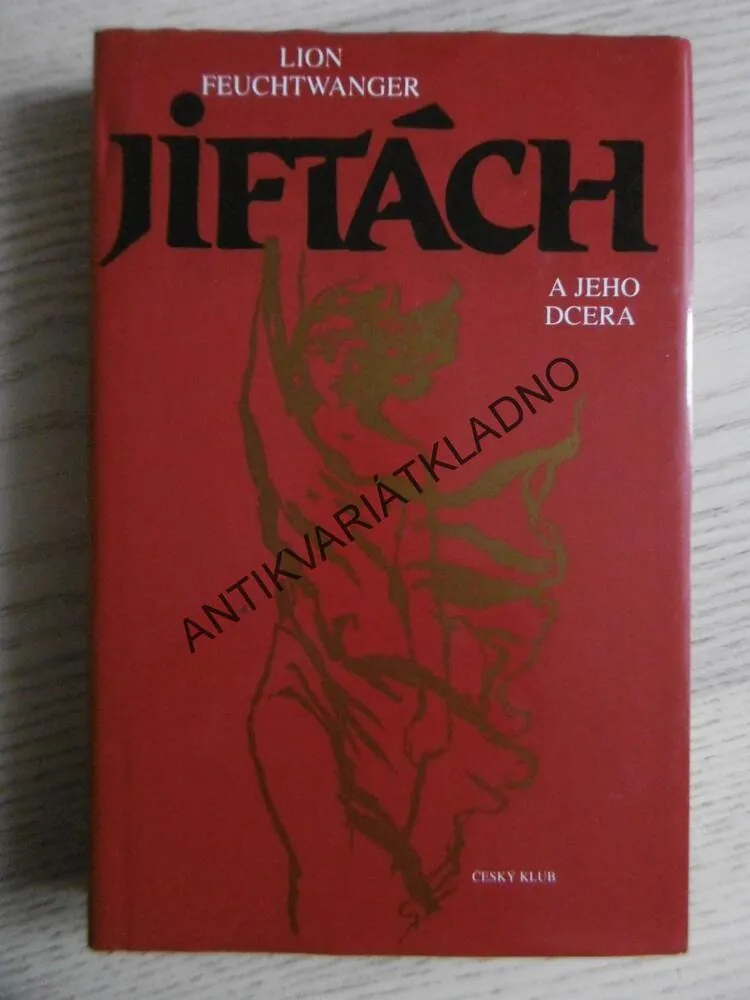 LION
FEUCHTWANGER
JIFTÁCH
A JEHO
DCERA
ANTIKVARIÁTKLADNO
ČESKÝ KLUB